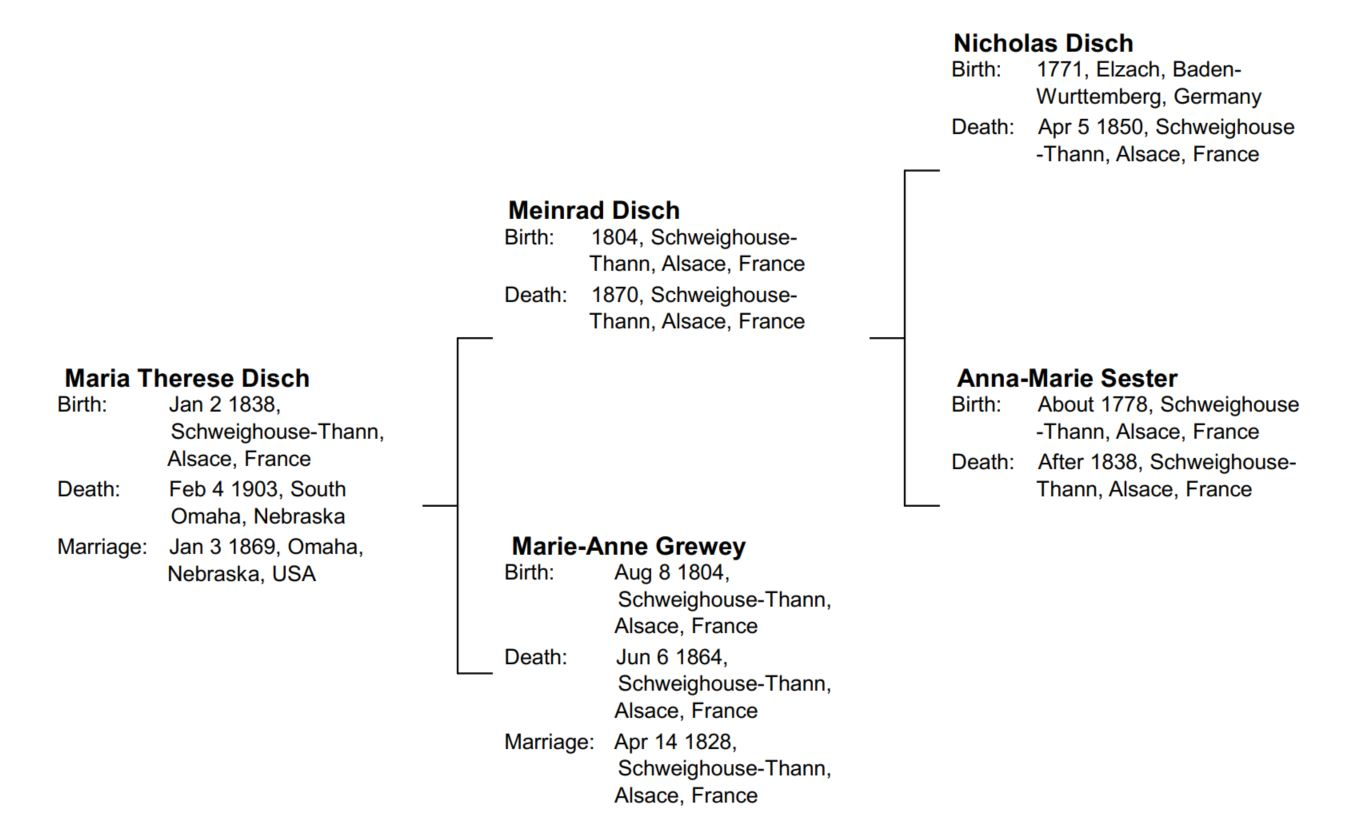 Nicholas Disch
Birth: 1771, Elzach, Baden-
Wurttemberg, Germany
Death: Apr 5 1850, Schweighouse
-Thann, Alsace, France
Meinrad Disch
Birth: 1804, Schweighouse-
Thann, Alsace, France
Death: 1870, Schweighouse-
Thann, Alsace, France
Maria Therese Disch
Birth: Jan 2 1838,
Schweighouse-Thann,
Alsace, France
Death: Feb 4 1903, South
Omaha, Nebraska
Marriage: Jan 3 1869, Omaha,
Nebraska, USA
Anna-Marie Sester
Birth: About 1778, Schweighouse
-Thann, Alsace, France
Death: After 1838, Schweighouse-
Thann, Alsace, France
Marie-Anne Grewey
Birth: Aug 8 1804,
Schweighouse-Thann,
Alsace, France
Death: Jun 6 1864,
Schweighouse-Thann,
Alsace, France
Marriage: Apr 14 1828,
Schweighouse-Thann,
Alsace, France